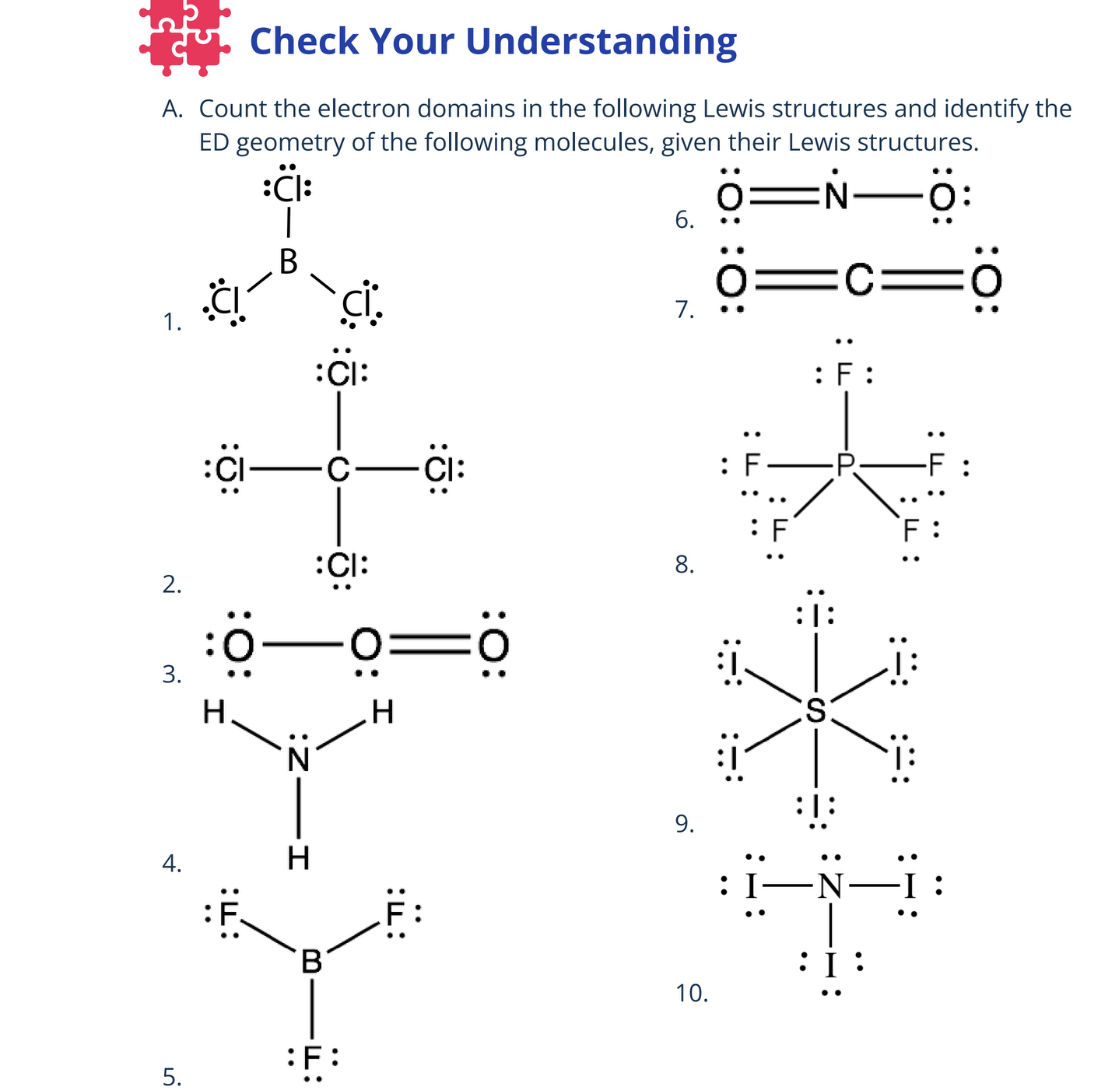 Check Your Understanding
A. Count the electron domains in the following Lewis structures and identify the
ED geometry of the following molecules, given their Lewis structures.
:Cl:
B
Cl Cl
1.
:Cl:
:Cl—C—Cl:
:Cl:
2.
:O—O=O
3.
H H
N
H
4.
:F F:
B
:F:
5.
O=N—O:
6.
O=C=O
7.
:F:
:F—P—F:
:F F:
8.
:I:
:I I:
S
:I I:
:I:
9.
:I—N—I:
:I:
10.